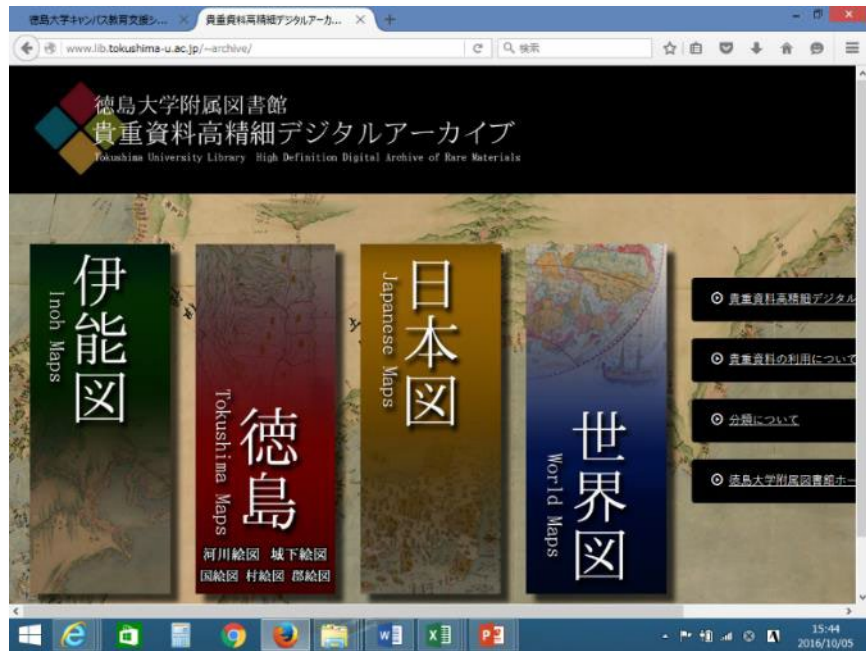 徳島大学キャンパス教育支援シ...
貴重資料高精細デジタルアーカ...
www.lib.tokushima-u.ac.jp/~archive/
検索
徳島大学附属図書館
貴重資料高精細デジタルアーカイブ
Tokushima University Library High Definition Digital Archive of Rare Materials
伊能図
Inoh Maps
徳島
Tokushima Maps
河川絵図 城下絵図
国絵図 村絵図 郡絵図
日本図
Japanese Maps
世界図
World Maps
貴重資料高精細デジタル
貴重資料の利用について
分類について
徳島大学附属図書館ホー
15:44
2016/10/05